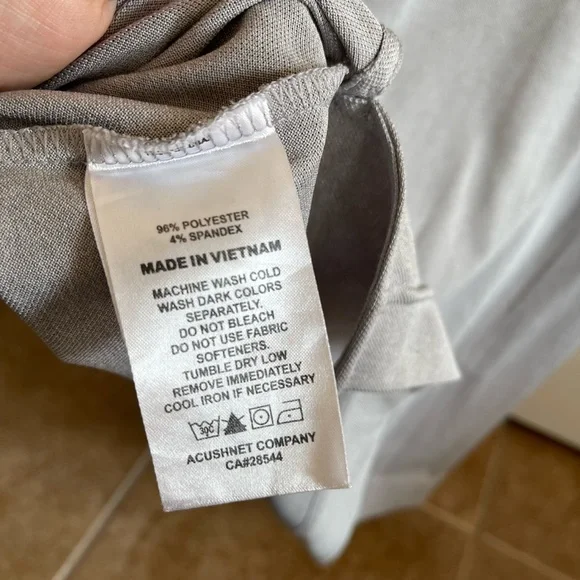 96% POLYESTER
4% SPANDEX
MADE IN VIETNAM
MACHINE WASH COLD
WASH DARK COLORS
SEPARATELY.
DO NOT BLEACH
DO NOT USE FABRIC
SOFTENERS.
TUMBLE DRY LOW
REMOVE IMMEDIATELY
COOL IRON IF NECESSARY
30C
ACUSHNET COMPANY
CA#28544